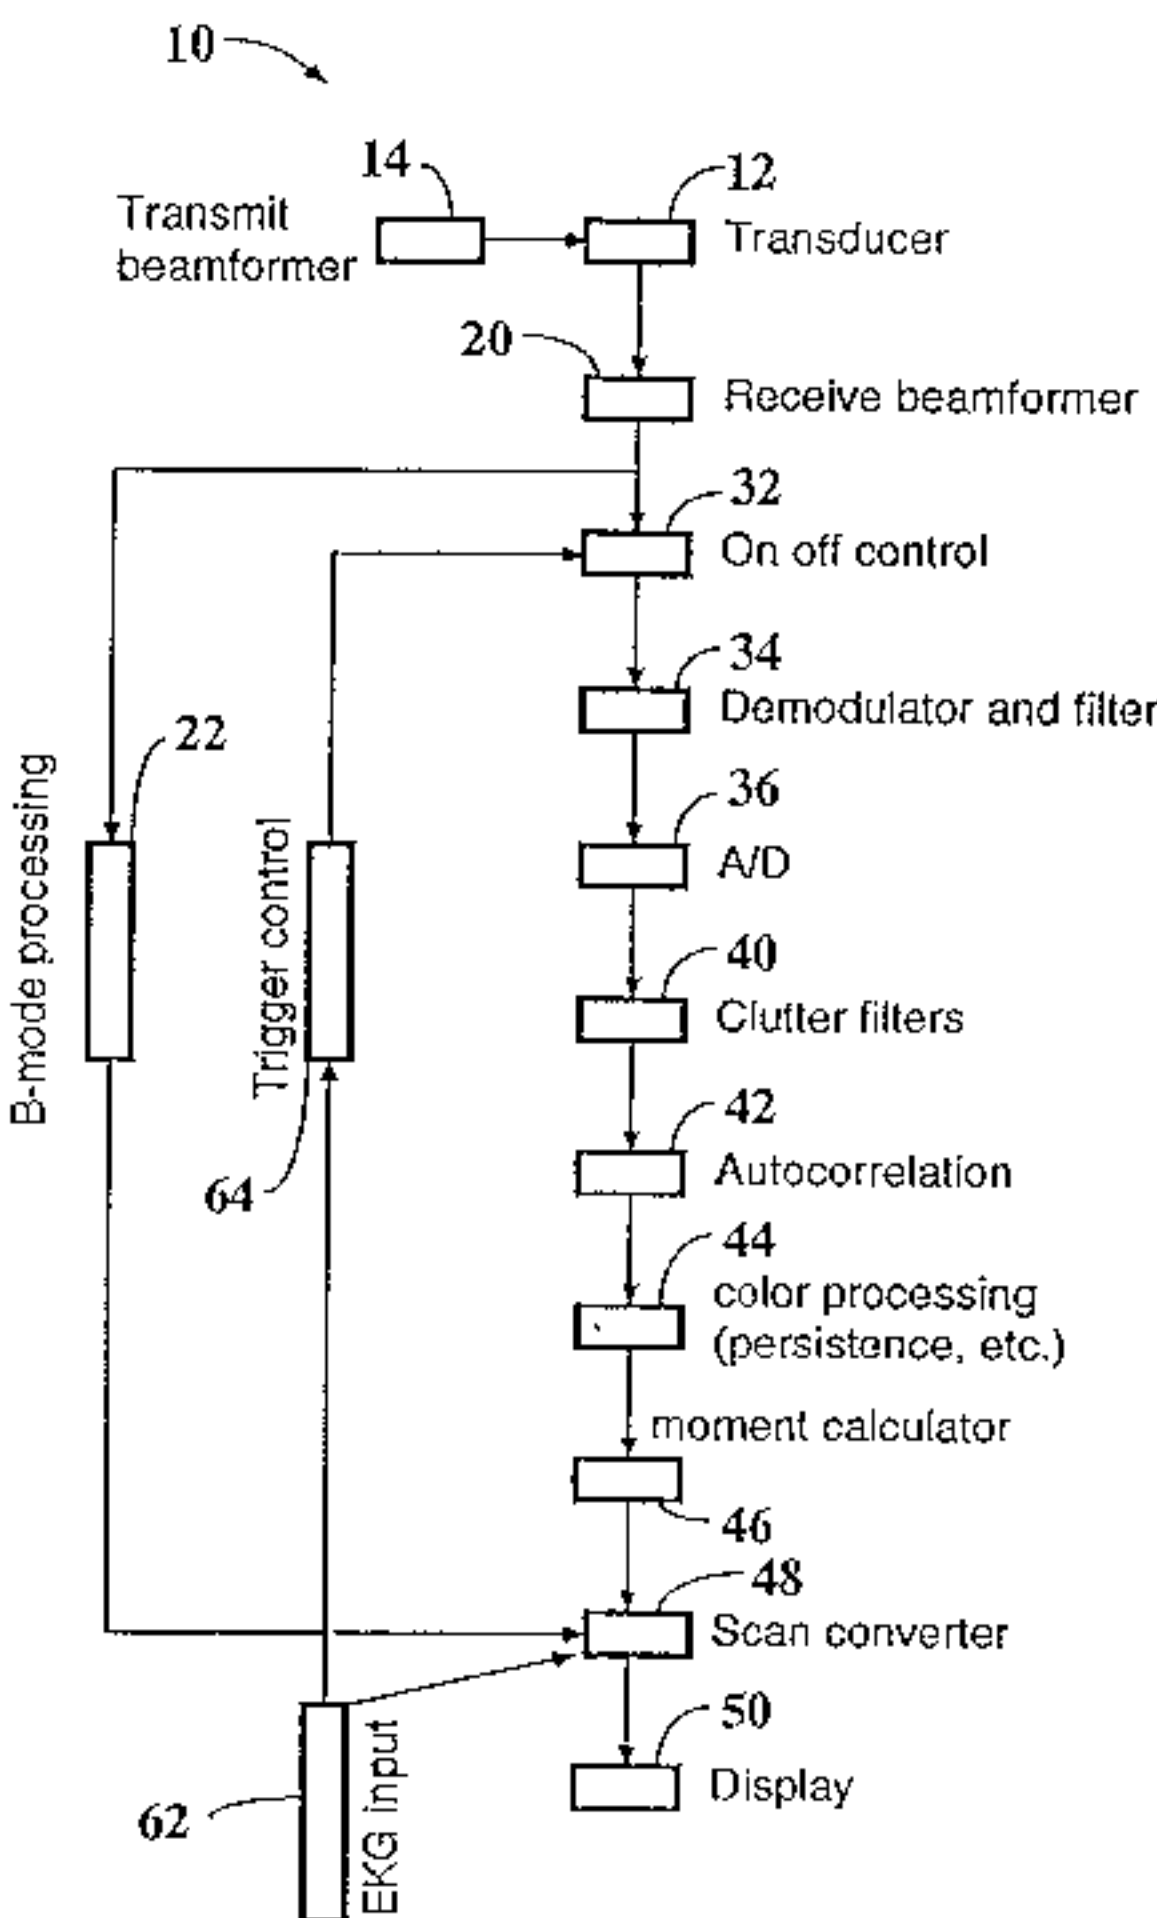 10
14
12
Transmit
beamformer
Transducer
20
Receive beamformer
32
On off control
34
Demodulator and filter
22
B-mode processing
36
A/D
Trigger control
64
40
Clutter filters
42
Autocorrelation
44
color processing
(persistence, etc.)
moment calculator
46
48
Scan converter
50
Display
62
EKG input